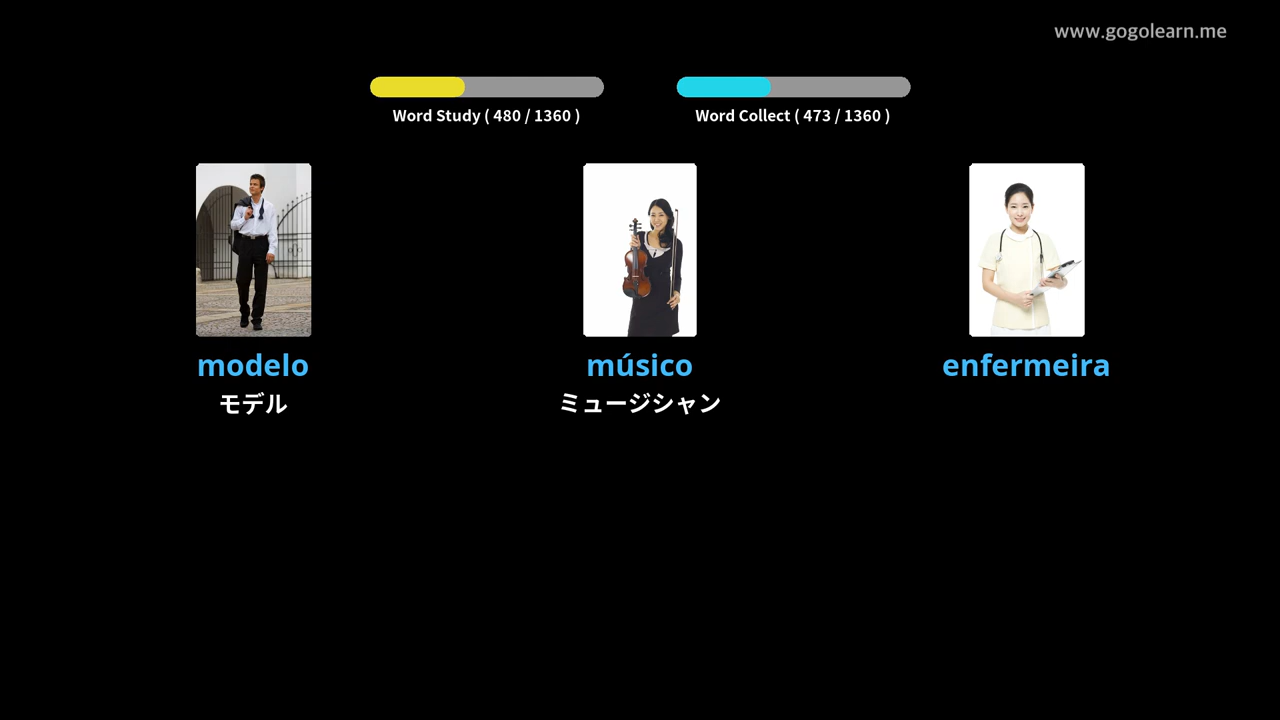 www.gogolearn.me
Word Study ( 480 / 1360 )
Word Collect ( 473 / 1360 )
modelo
モデル
músico
ミュージシャン
enfermeira